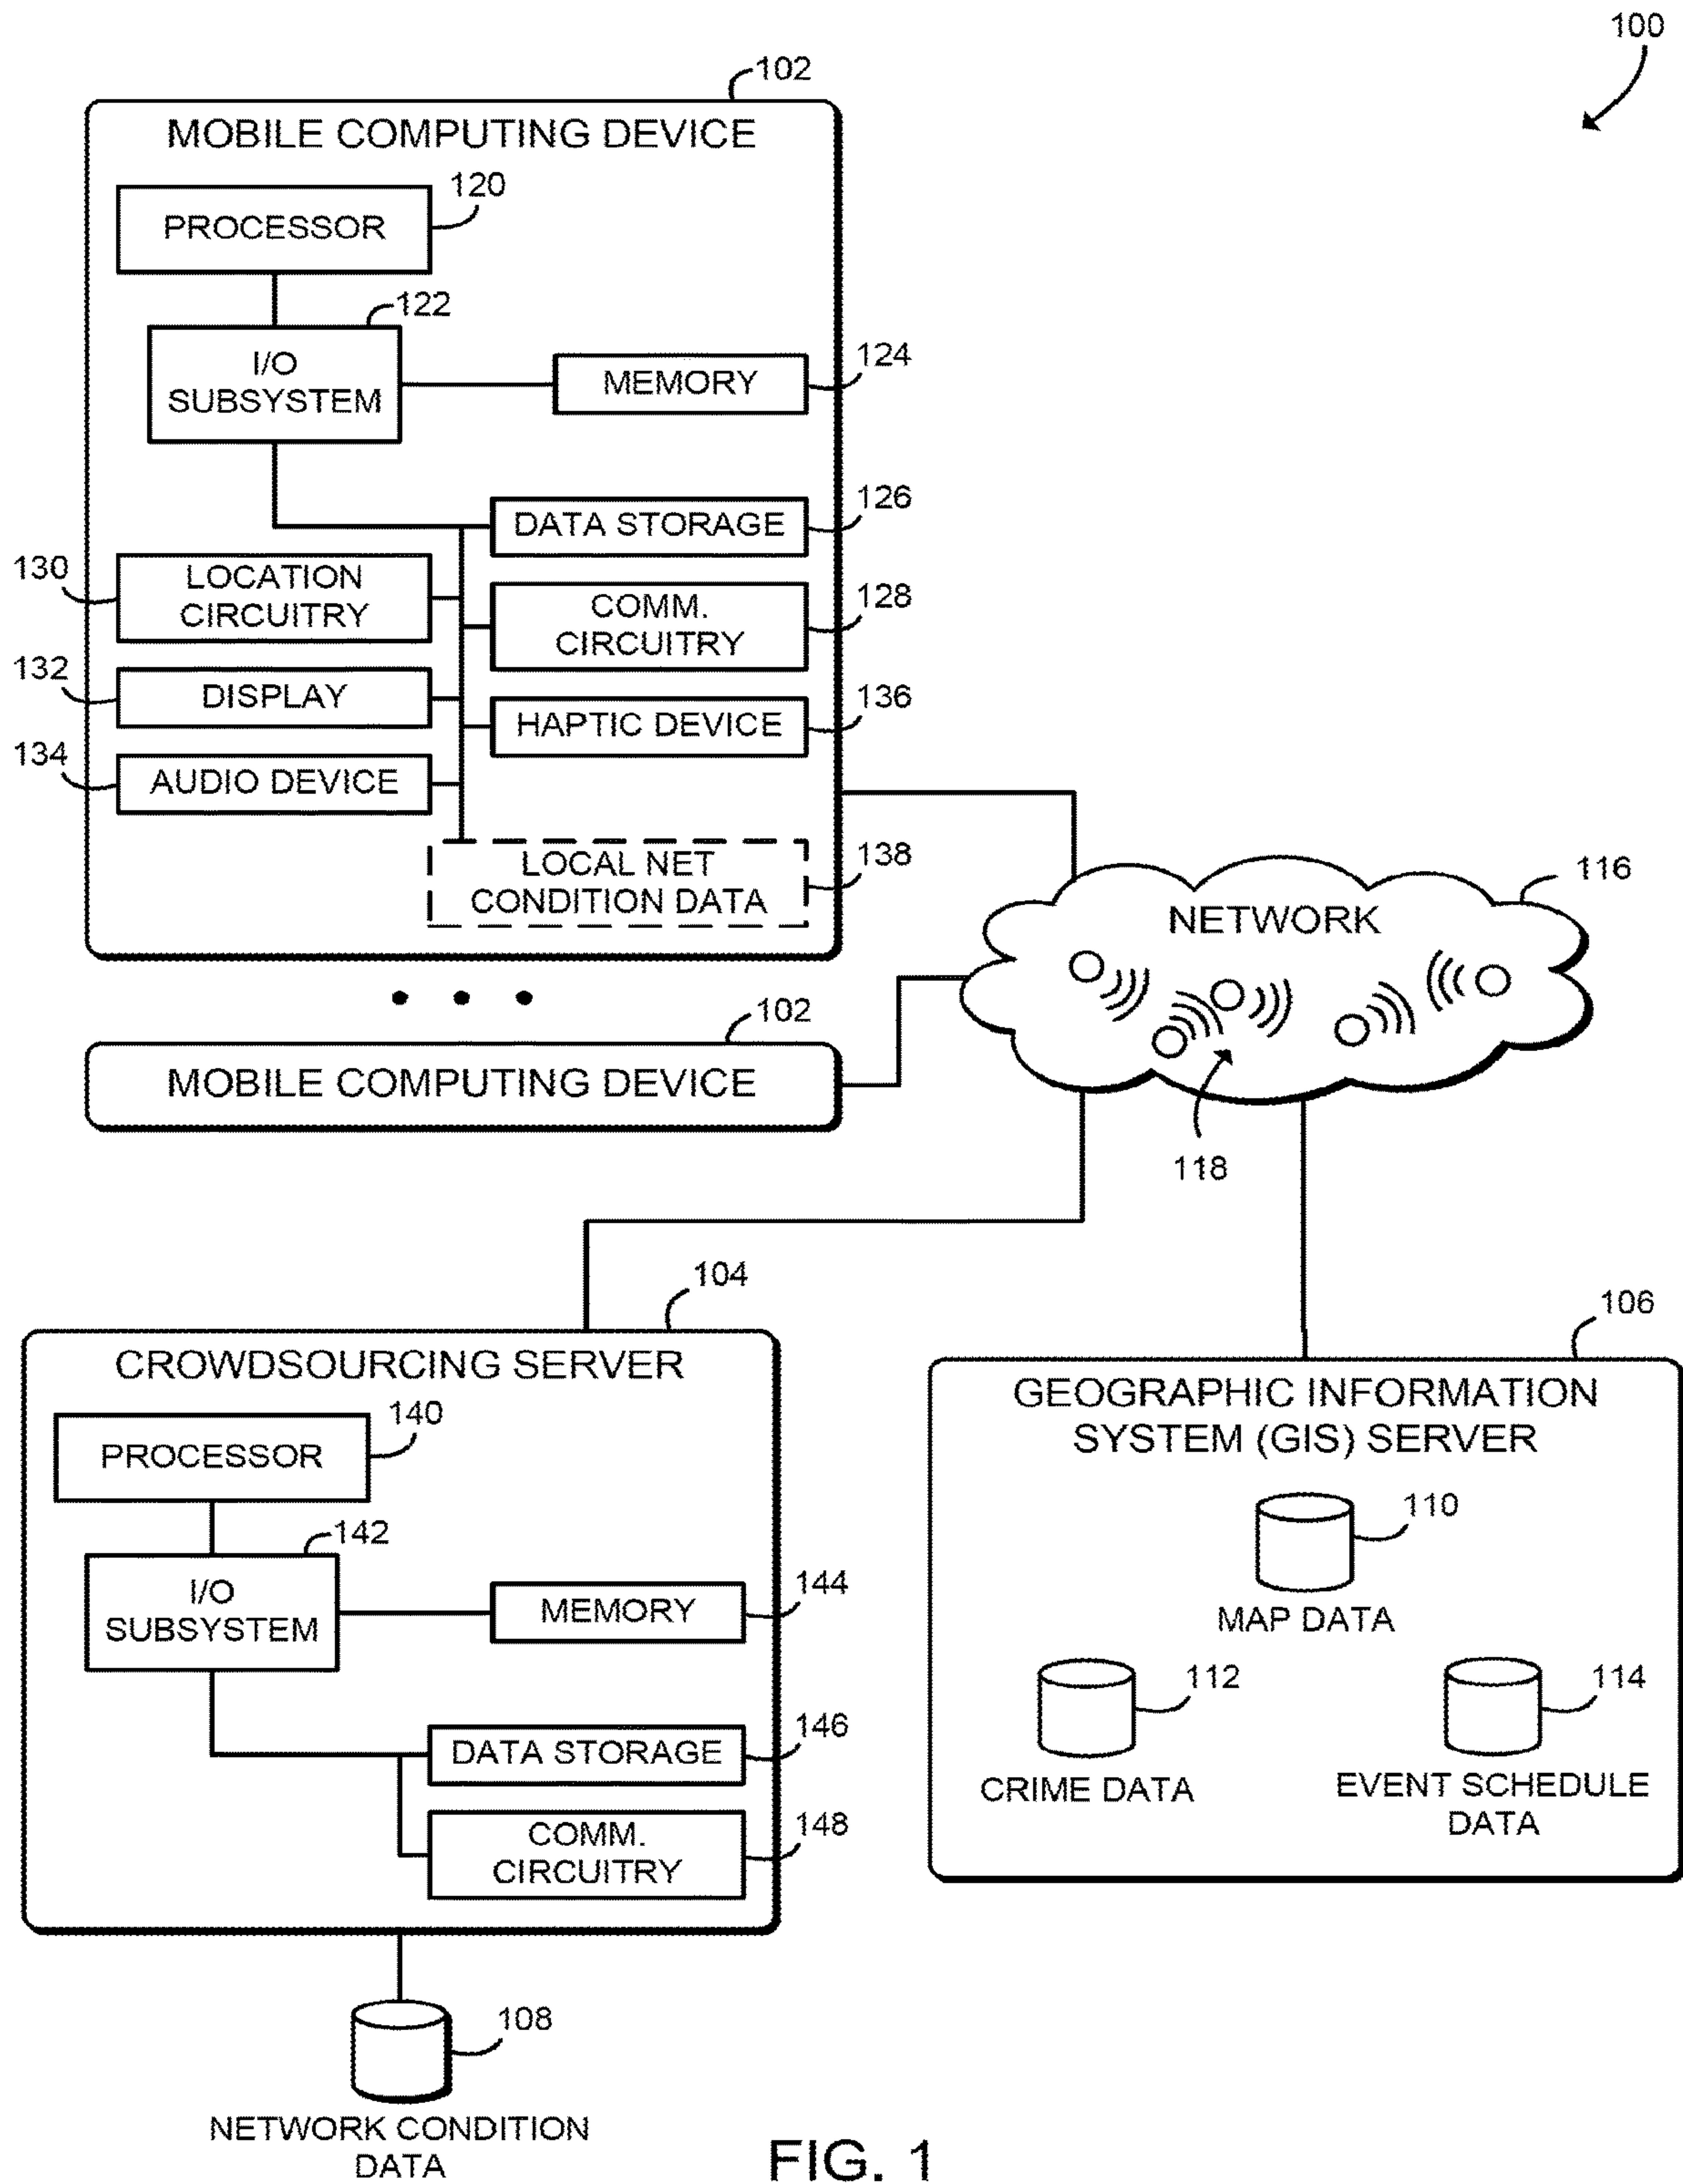 100
102
MOBILE COMPUTING DEVICE
120
PROCESSOR
122
I/O
SUBSYSTEM
124
MEMORY
126
DATA STORAGE
130
LOCATION
CIRCUITRY
128
COMM.
CIRCUITRY
132
DISPLAY
136
HAPTIC DEVICE
134
AUDIO DEVICE
138
LOCAL NET
CONDITION DATA
116
NETWORK
118
102
MOBILE COMPUTING DEVICE
104
CROWDSOURCING SERVER
140
PROCESSOR
142
I/O
SUBSYSTEM
144
MEMORY
146
DATA STORAGE
148
COMM.
CIRCUITRY
108
NETWORK CONDITION
DATA
106
GEOGRAPHIC INFORMATION
SYSTEM (GIS) SERVER
110
MAP DATA
112
CRIME DATA
114
EVENT SCHEDULE
DATA
FIG. 1